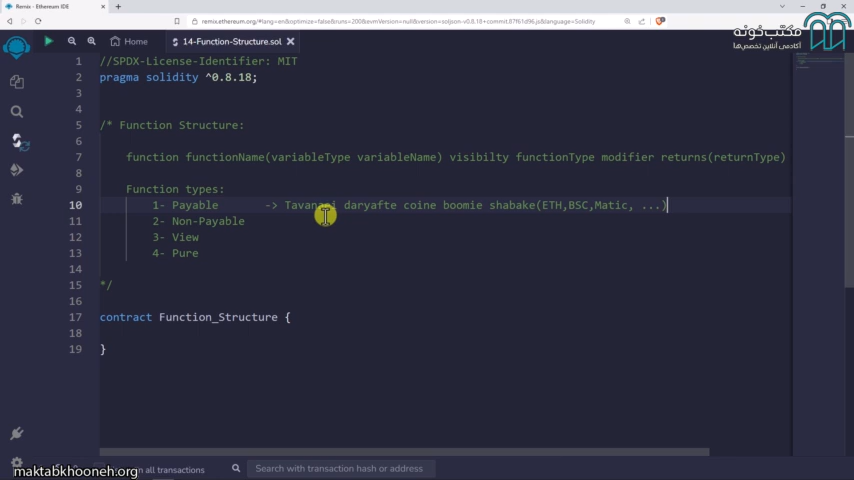 Remix - Ethereum IDE
remix.ethereum.org/#lang=en&optimize=false&runs=200&evmVersion=null&version=soljson-v0.8.18+commit.87f61d96.js&language=Solidity
مکتب‌خونه
آکادمی آنلاین تخصص‌ها
Home
14-Function-Structure.sol
1 //SPDX-License-Identifier: MIT
2 pragma solidity ^0.8.18;
3
4
5 /* Function Structure:
6
7 function functionName(variableType variableName) visibilty functionType modifier returns(returnType)
8
9 Function types:
10 1- Payable -> Tavanaei daryafte coine boomie shabake(ETH,BSC,Matic, ...)
11 2- Non-Payable
12 3- View
13 4- Pure
14
15 */
16
17 contract Function_Structure {
18
19 }
maktabkhooneh.org
n all transactions
Search with transaction hash or address